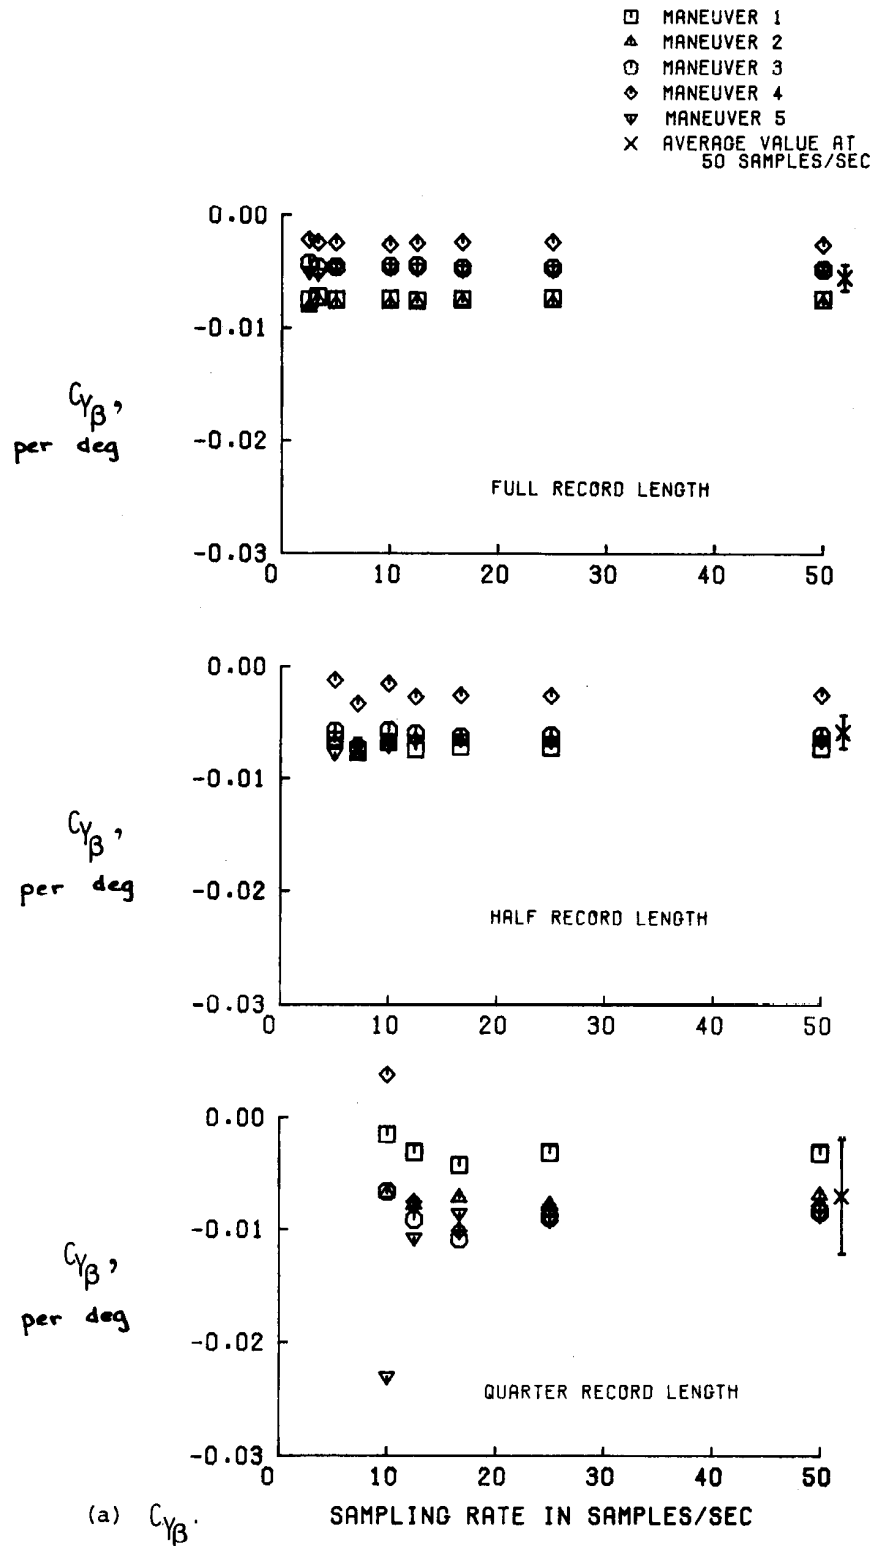 MANEUVER 1
MANEUVER 2
MANEUVER 3
MANEUVER 4
MANEUVER 5
AVERAGE VALUE AT
50 SAMPLES/SEC
0.00
-0.01
-0.02
-0.03
CYβ,
per deg
FULL RECORD LENGTH
0 10 20 30 40 50
0.00
-0.01
-0.02
-0.03
CYβ,
per deg
HALF RECORD LENGTH
0 10 20 30 40 50
0.00
-0.01
-0.02
-0.03
CYβ,
per deg
QUARTER RECORD LENGTH
0 10 20 30 40 50
(a) CYβ.
SAMPLING RATE IN SAMPLES/SEC